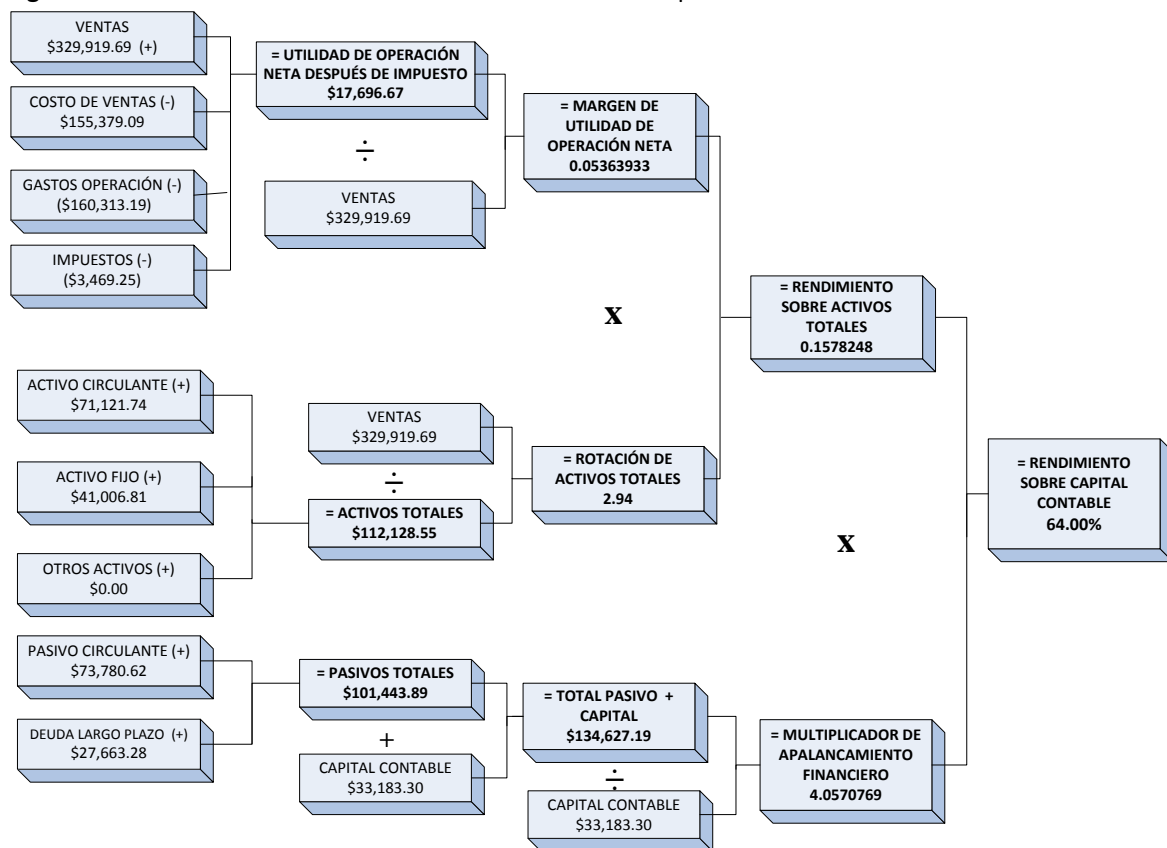 VENTAS
$329,919.69 (+)
COSTO DE VENTAS (-)
$155,379.09
GASTOS OPERACIÓN (-)
($160,313.19)
IMPUESTOS (-)
($3,469.25)
= UTILIDAD DE OPERACIÓN
NETA DESPUÉS DE IMPUESTO
$17,696.67
÷
VENTAS
$329,919.69
= MARGEN DE
UTILIDAD DE
OPERACIÓN NETA
0.05363933
x
ACTIVO CIRCULANTE (+)
$71,121.74
ACTIVO FIJO (+)
$41,006.81
OTROS ACTIVOS (+)
$0.00
VENTAS
$329,919.69
÷
= ACTIVOS TOTALES
$112,128.55
= ROTACIÓN DE
ACTIVOS TOTALES
2.94
= RENDIMIENTO
SOBRE ACTIVOS
TOTALES
0.1578248
x
PASIVO CIRCULANTE (+)
$73,780.62
DEUDA LARGO PLAZO (+)
$27,663.28
= PASIVOS TOTALES
$101,443.89
+
CAPITAL CONTABLE
$33,183.30
= TOTAL PASIVO +
CAPITAL
$134,627.19
÷
CAPITAL CONTABLE
$33,183.30
= MULTIPLICADOR DE
APALANCAMIENTO
FINANCIERO
4.0570769
= RENDIMIENTO
SOBRE CAPITAL
CONTABLE
64.00%